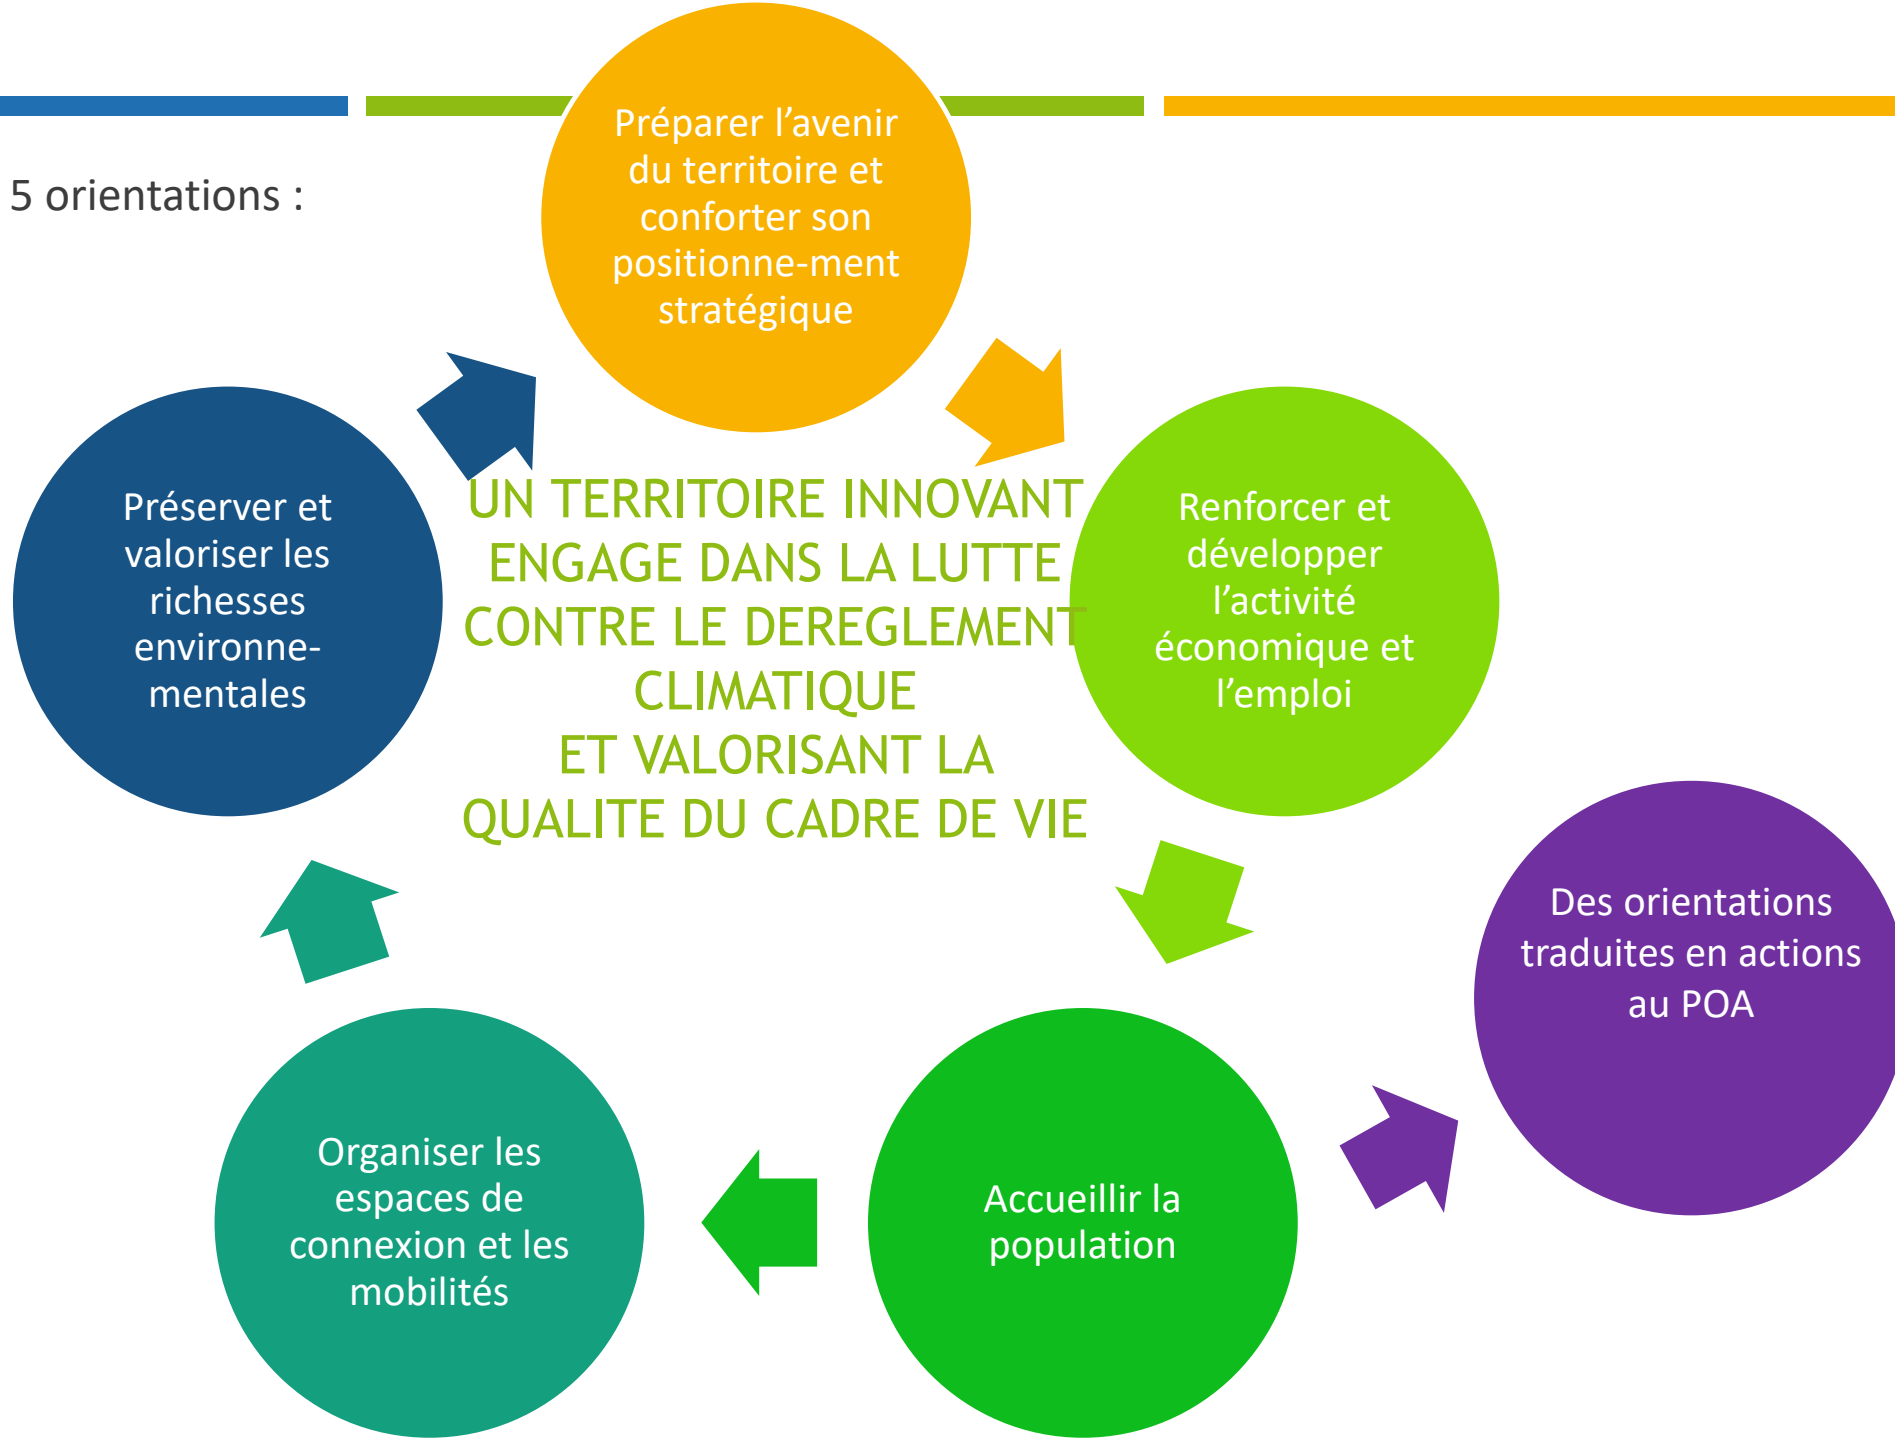 5 orientations :
Préparer l’avenir
du territoire et
conforter son
positionne-ment
stratégique
Renforcer et
développer
l’activité
économique et
l’emploi
Accueillir la
population
Organiser les
espaces de
connexion et les
mobilités
Préserver et
valoriser les
richesses
environne-
mentales
UN TERRITOIRE INNOVANT
ENGAGE DANS LA LUTTE
CONTRE LE DEREGLEMENT
CLIMATIQUE
ET VALORISANT LA
QUALITE DU CADRE DE VIE
Des orientations
traduites en actions
au POA